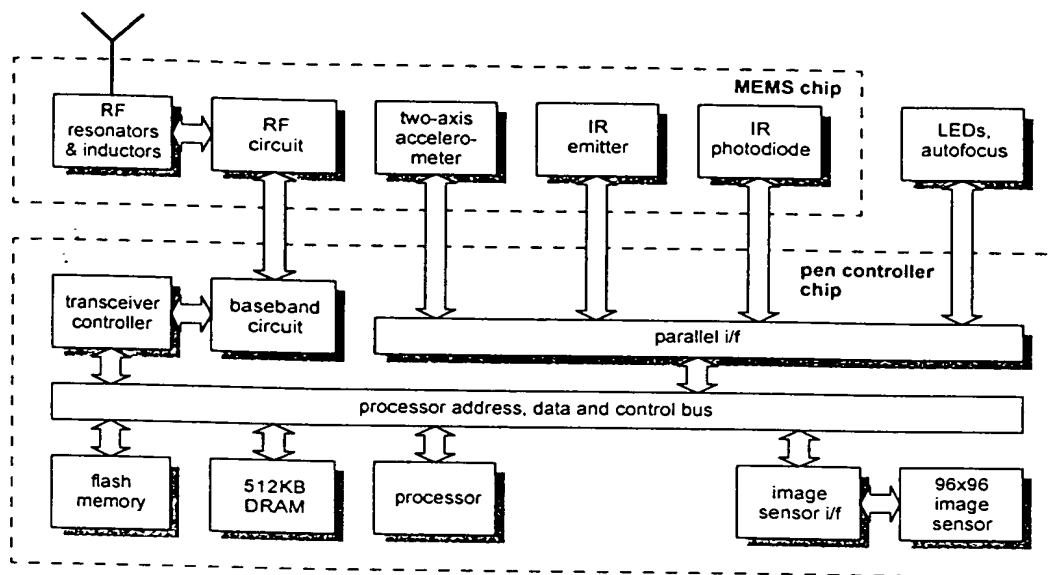 MEMS chip
RF
resonators
& inductors
RF
circuit
two-axis
accelero-
meter
IR
emitter
IR
photodiode
LEDs,
autofocus
pen controller
chip
transceiver
controller
baseband
circuit
parallel i/f
processor address, data and control bus
flash
memory
512KB
DRAM
processor
image
sensor i/f
96x96
image
sensor